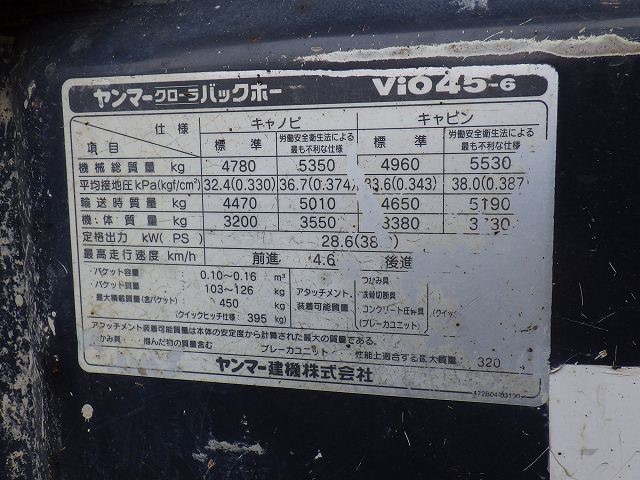 ヤンマークローラバックホー ViO45-6
項目 仕様 キャノピ キャビン
標準 労働安全衛生法による最も不利な仕様 標準 労働安全衛生法による最も不利な仕様
機械総質量 kg 4780 5350 4960 5530
平均接地圧 kPa(kgf/cm²) 32.4(0.330) 36.7(0.374) 33.6(0.343) 38.0(0.387)
輸送時質量 kg 4470 5010 4650 5190
機体質量 kg 3200 3550 3380
定格出力 kW(PS) 28.6(38
最高走行速度 km/h 前進 4.6 後進
バケット容量 0.10~0.16 m³
バケット質量 103~126 kg
最大積載質量(含バケット) 450 kg
(クイックヒッチ仕様) 395 kg)
アタッチメント装着可能質量
つかみ具
鉄骨切断具
コンクリート圧砕具
(ブレーカユニット)
(クイッ
アタッチメント装着可能質量は本体の安定度から計算された最大の質量である。
つかみ具… 掴んだ物の質量含む ブレーカユニット… 性能上適合する最大質量 320
ヤンマー建機株式会社
172B04-03130